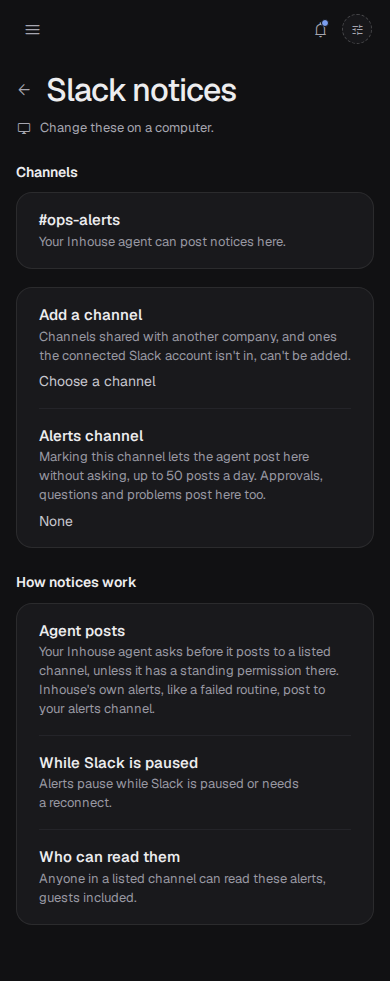 Slack notices
Change these on a computer.
Channels
#ops-alerts
Your Inhouse agent can post notices here.
Add a channel
Channels shared with another company, and ones
the connected Slack account isn't in, can't be added.
Choose a channel
Alerts channel
Marking this channel lets the agent post here
without asking, up to 50 posts a day. Approvals,
questions and problems post here too.
None
How notices work
Agent posts
Your Inhouse agent asks before it posts to a listed
channel, unless it has a standing permission there.
Inhouse's own alerts, like a failed routine, post to
your alerts channel.
While Slack is paused
Alerts pause while Slack is paused or needs
a reconnect.
Who can read them
Anyone in a listed channel can read these alerts,
guests included.